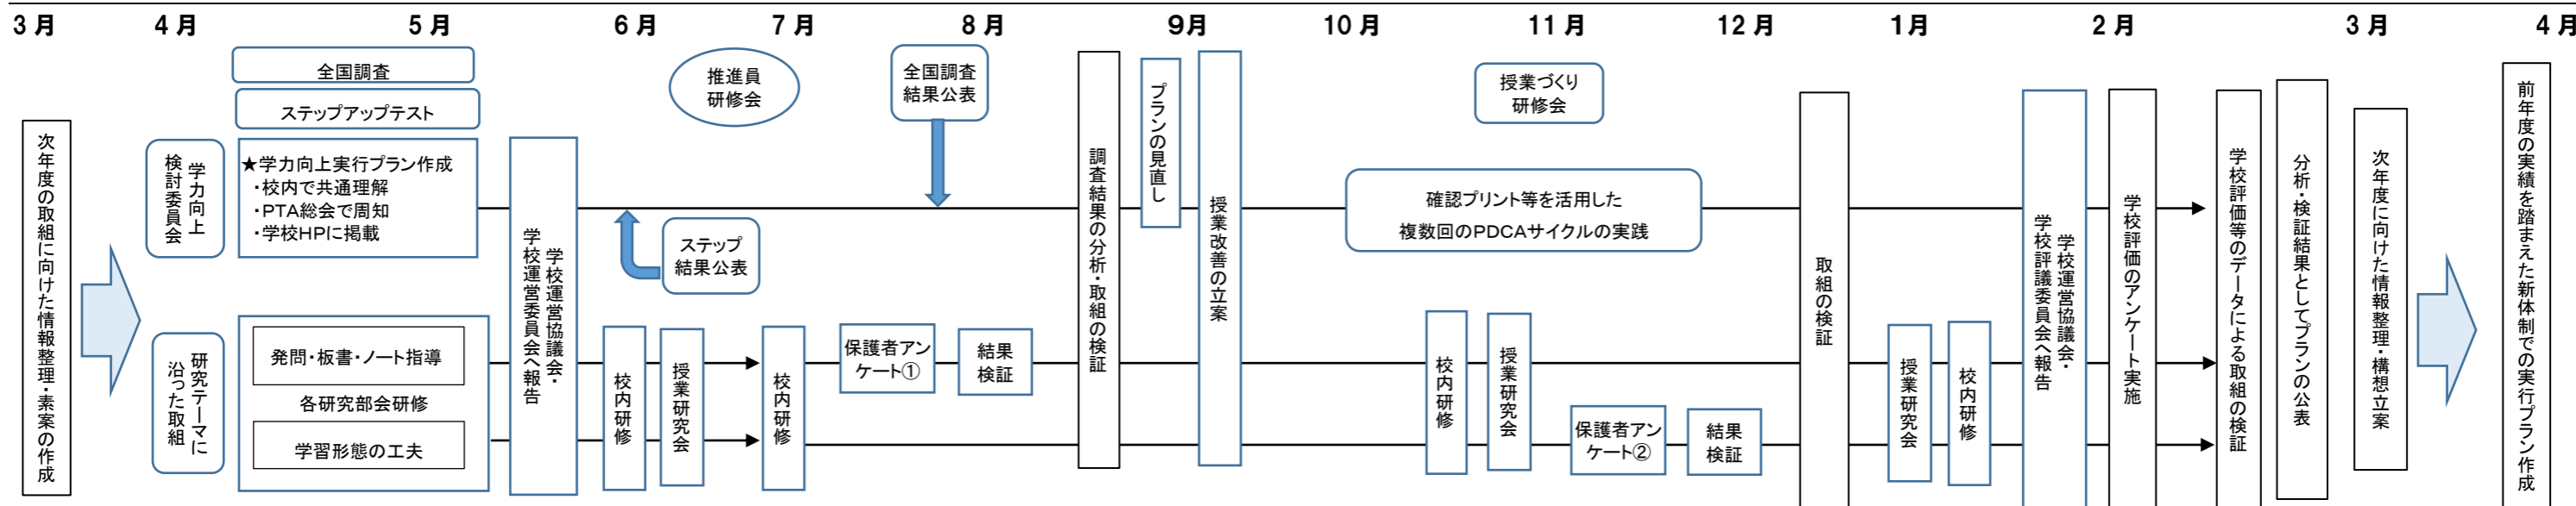 3月 4月 5月 6月 7月 8月 9月 10月 11月 12月 1月 2月 3月 4月
次年度の取組に向けた情報整理・素案の作成
学力向上
検討委員会
研究テーマに
沿った取組
全国調査
ステップアップテスト
★学力向上実行プラン作成
・校内で共通理解
・PTA総会で周知
・学校HPに掲載
発問・板書・ノート指導
各研究部会研修
学習形態の工夫
学校運営協議会・
学校運営委員会へ報告
ステップ
結果公表
校内研修
授業研究会
推進員
研修会
校内研修
保護者アン
ケート①
全国調査
結果公表
結果
検証
調査結果の分析・取組の検証
プランの見直し
授業改善の立案
授業づくり
研修会
確認プリント等を活用した
複数回のPDCAサイクルの実践
校内研修
授業研究会
保護者アン
ケート②
結果
検証
取組の検証
授業研究会
校内研修
学校運営協議会・
学校評議委員会へ報告
学校評価のアンケート実施
学校評価等のデータによる取組の検証
分析・検証結果としてプランの公表
次年度に向けた情報整理・構想立案
前年度の実績を踏まえた新体制での実行プラン作成